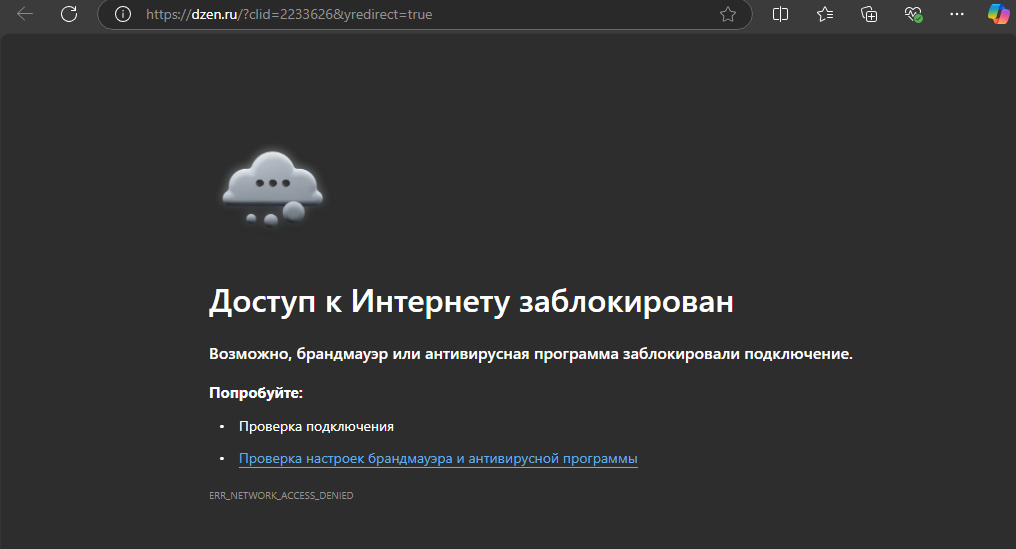 https://dzen.ru/?clid=2233626&yredirect=true
Доступ к Интернету заблокирован
Возможно, брандмауэр или антивирусная программа заблокировали подключение.
Попробуйте:
• Проверка подключения
• Проверка настроек брандмауэра и антивирусной программы
ERR_NETWORK_ACCESS_DENIED